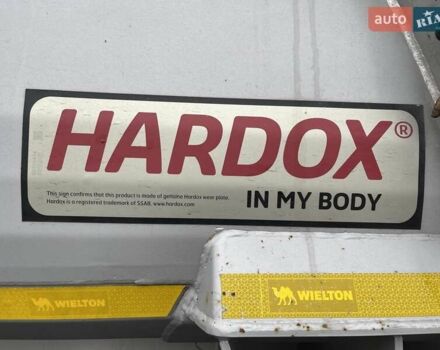 auto RIA
HARDOX®
This sign confirms that this product is made of genuine Hardox wear plate.
Hardox is a registered trademark of SSAB. www.hardox.com
IN MY BODY
WIELTON
WIELTON